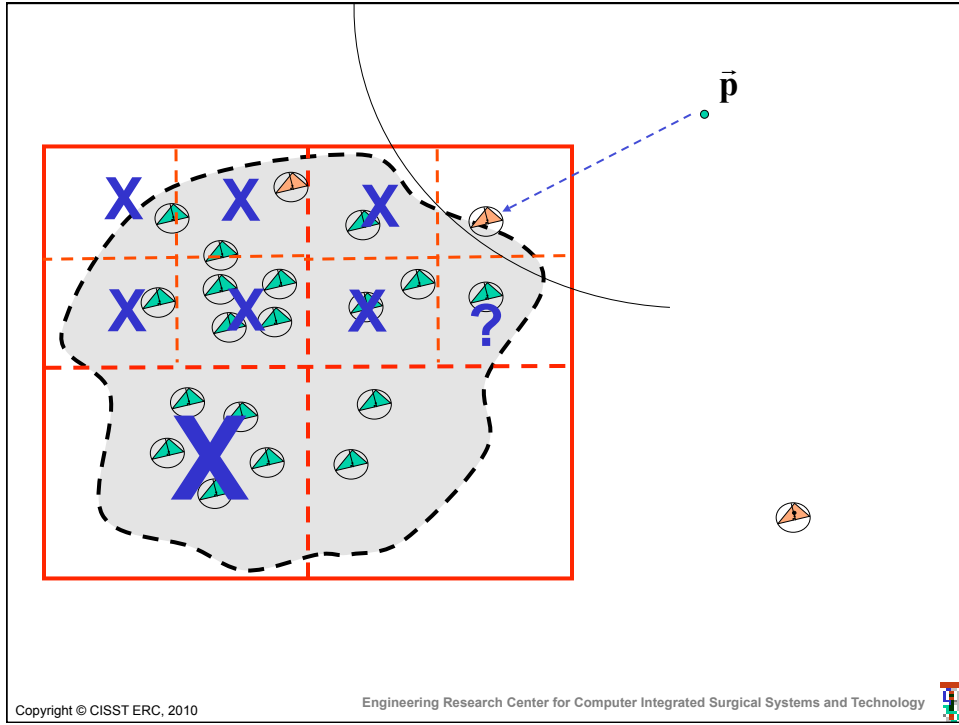 p
X X X
X X X ?
X
Copyright © CISST ERC, 2010
Engineering Research Center for Computer Integrated Surgical Systems and Technology